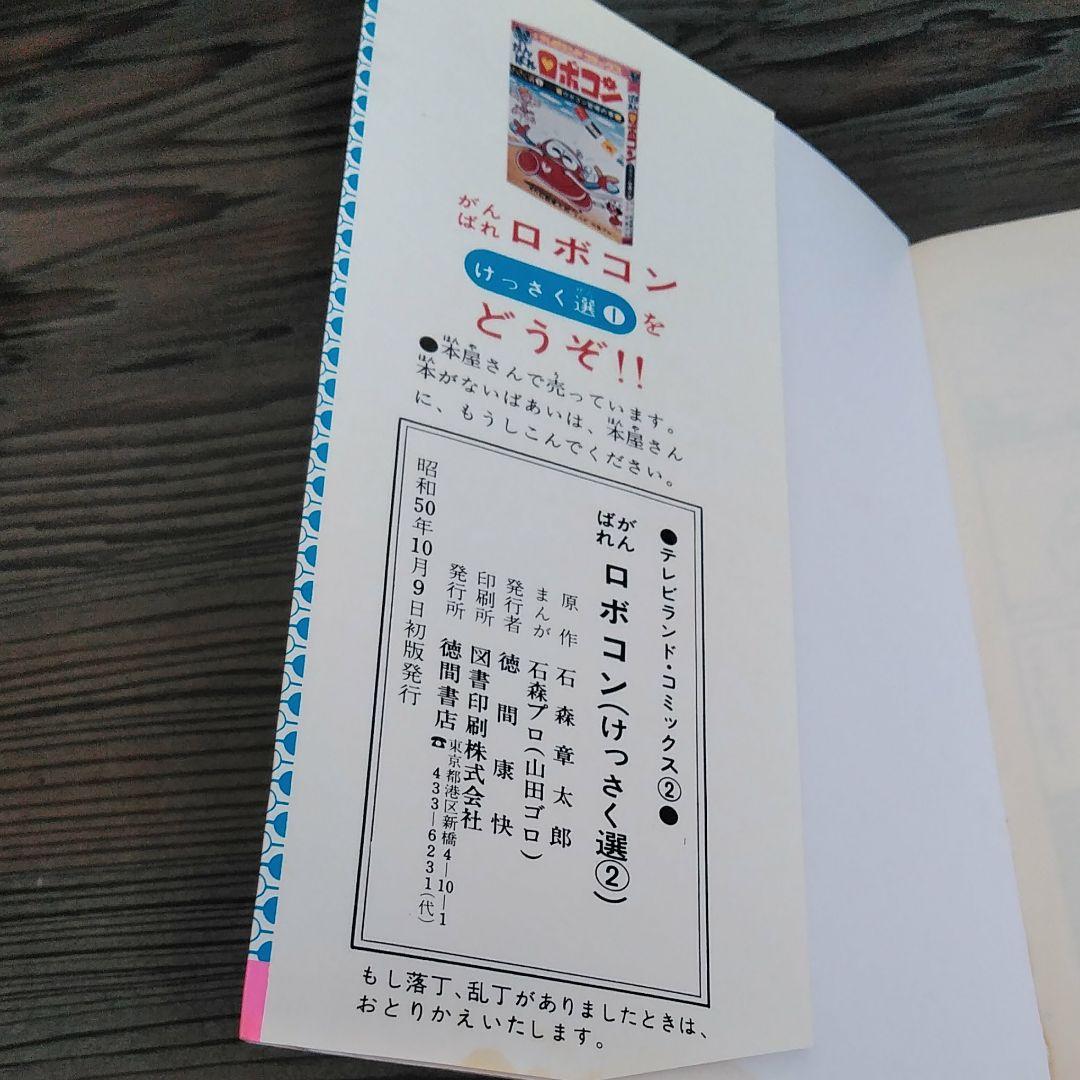 がんばれ
ロボコン
がんばれ ロボコン
けっさく選❶を
どうぞ!!
●本屋さんで売っています。
本がないばあいは、本屋さん
に、もうしこんでください。
●テレビランド・コミックス②●
がんばれ ロボコン(けっさく選②)
原作 石森章太郎
まんが 石森プロ(山田ゴロ)
発行者 徳間康快
印刷所 図書印刷株式会社
発行所 徳間書店 東京都港区新橋4−10−1
☎433−6231(代)
昭和50年10月9日初版発行
もし落丁、乱丁がありましたときは、
おとりかえいたします。